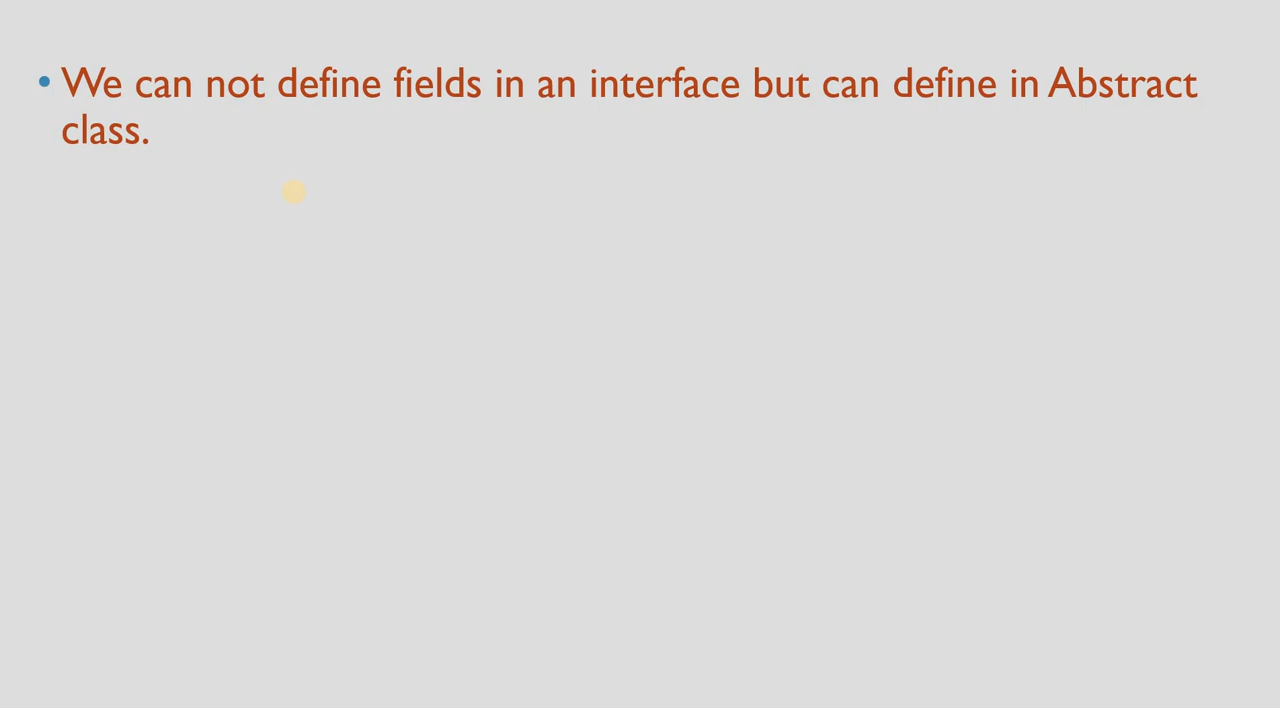 • We can not define fields in an interface but can define in Abstract
class.